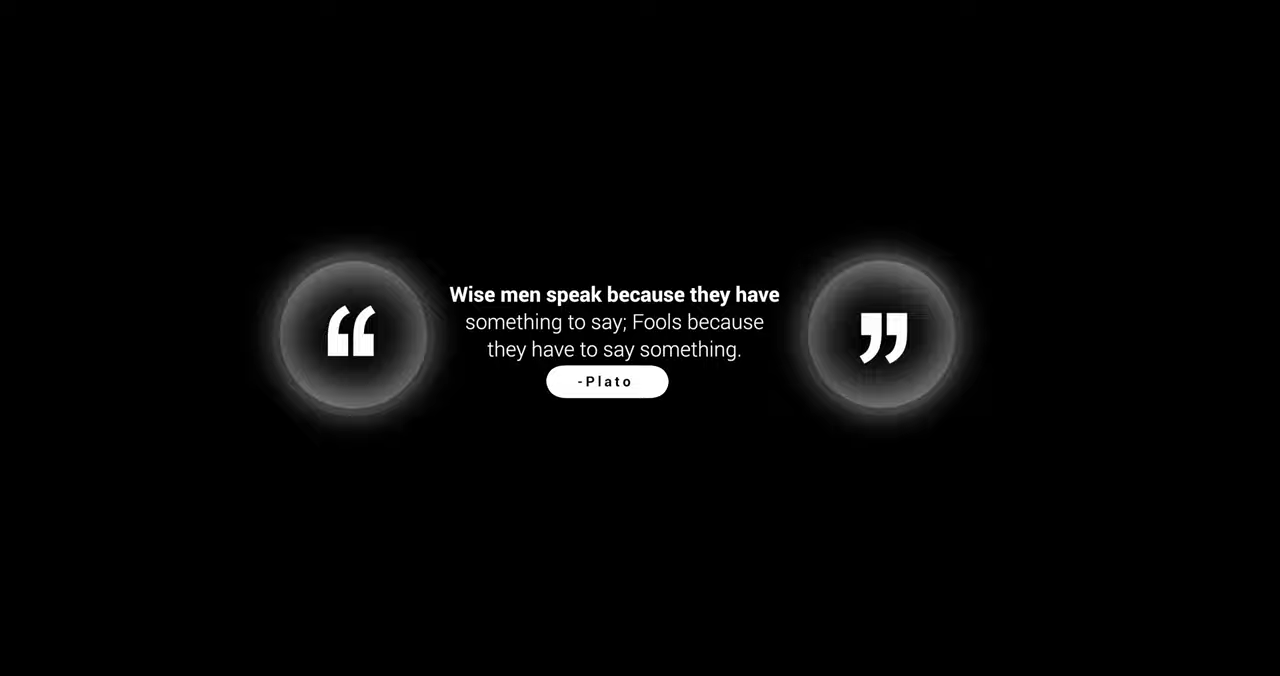 “
Wise men speak because they have
something to say; Fools because
they have to say something.
-Plato
”